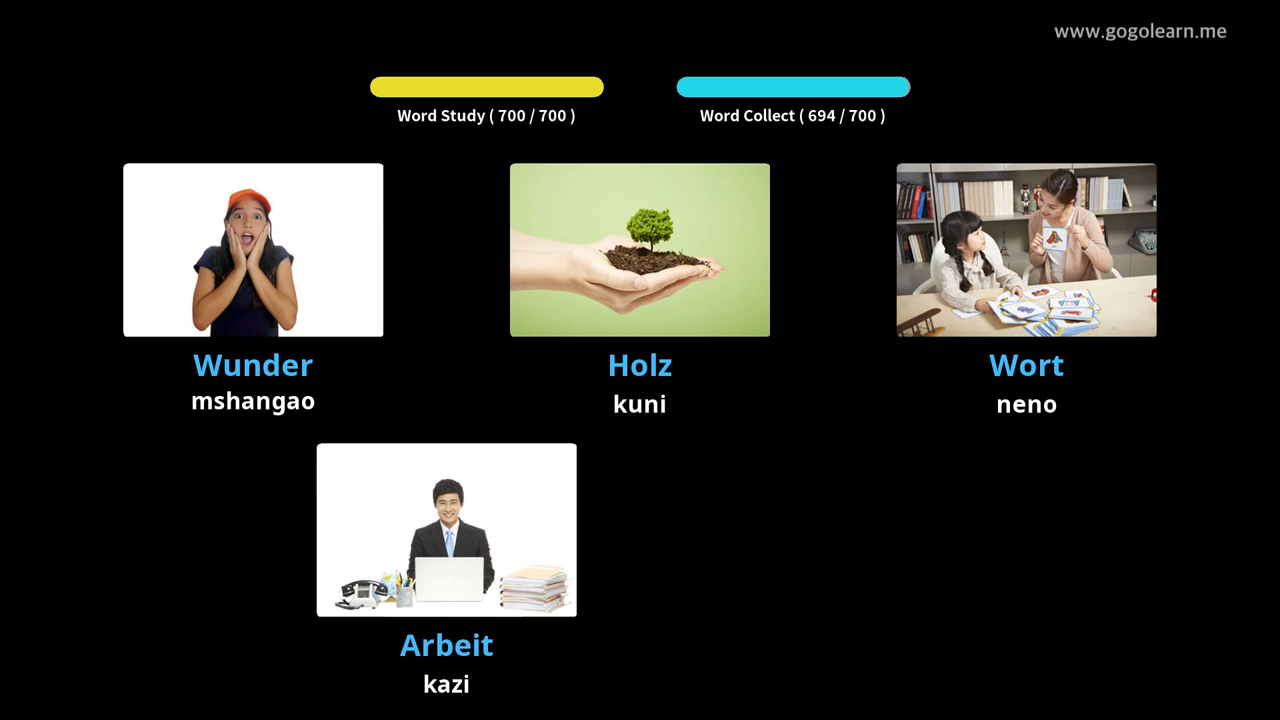 www.gogolearn.me
Word Study ( 700 / 700 )
Word Collect ( 694 / 700 )
Wunder
mshangao
Holz
kuni
Wort
neno
Arbeit
kazi